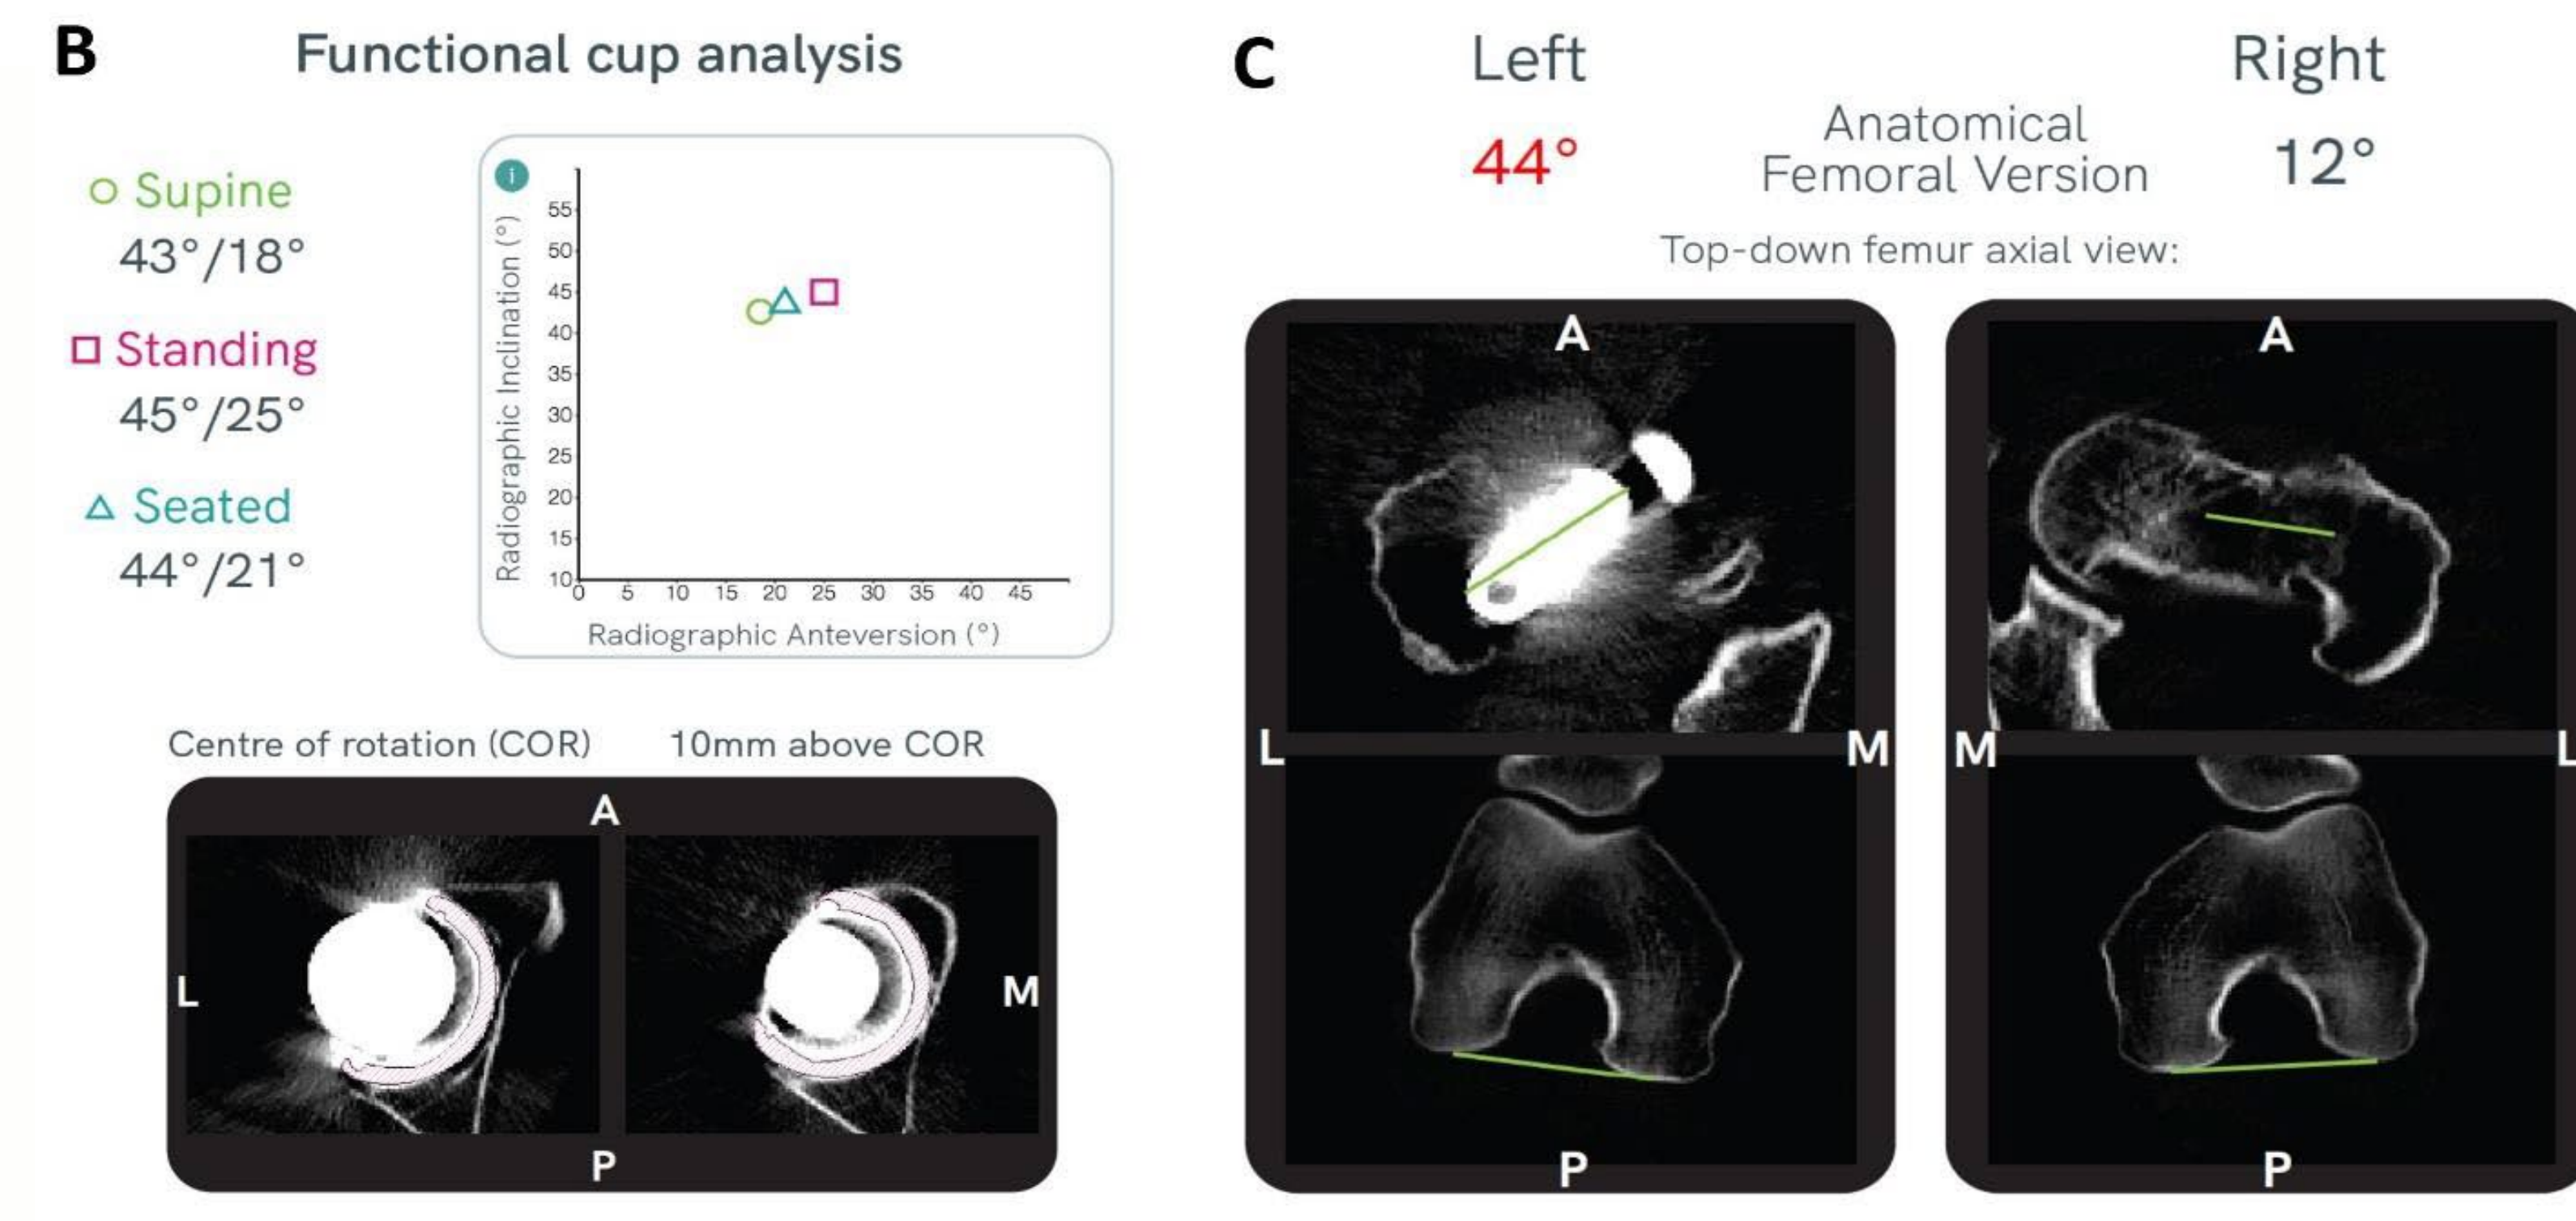 B
Functional cup analysis
Supine
43°/18°
Standing
45°/25°
Seated
44°/21°
i
Radiographic Inclination (°)
55
50
45
40
35
30
25
20
15
10
0 5 10 15 20 25 30 35 40 45
Radiographic Anteversion (°)
Centre of rotation (COR)
10mm above COR
A
L
M
P
C
Left
Right
44°
Anatomical
Femoral Version
12°
Top-down femur axial view:
A
L
M
P
A
M
L
P